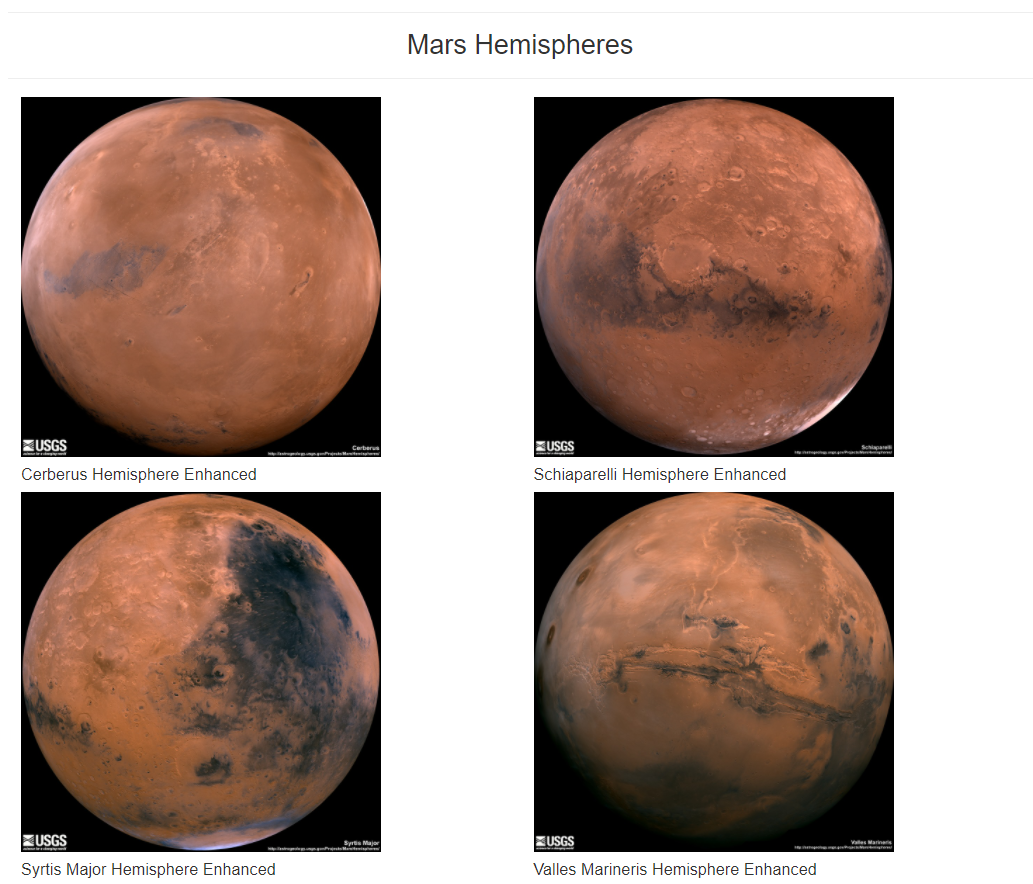 Mars Hemispheres
USGS
science for a changing world
Cerberus
http://astrogeology.usgs.gov/Projects/MarsHemispheres/
USGS
science for a changing world
Schiaparelli
http://astrogeology.usgs.gov/Projects/MarsHemispheres/
Cerberus Hemisphere Enhanced
Schiaparelli Hemisphere Enhanced
USGS
science for a changing world
Syrtis Major
http://astrogeology.usgs.gov/Projects/MarsHemispheres/
USGS
science for a changing world
Valles Marineris
http://astrogeology.usgs.gov/Projects/MarsHemispheres/
Syrtis Major Hemisphere Enhanced
Valles Marineris Hemisphere Enhanced